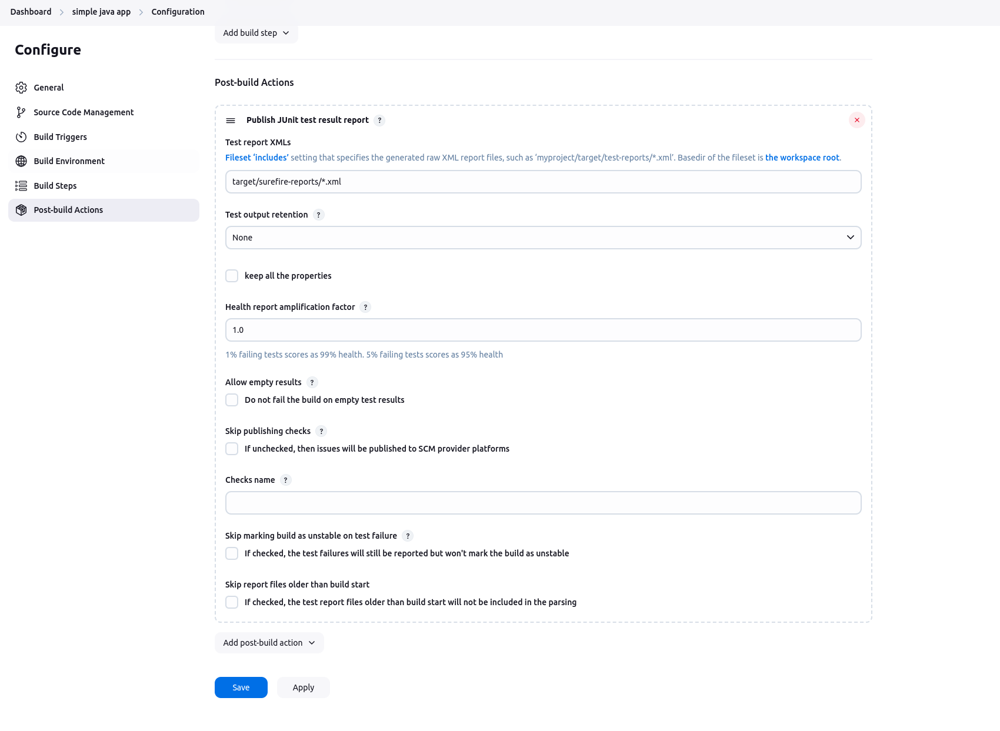 Dashboard > simple java app > Configuration
Configure
General
Source Code Management
Build Triggers
Build Environment
Build Steps
Post-build Actions
Add build step
Post-build Actions
Publish JUnit test result report ?
Test report XMLs
Fileset ‘includes’ setting that specifies the generated raw XML report files, such as ‘myproject/target/test-reports/*.xml’. Basedir of the fileset is the workspace root.
target/surefire-reports/*.xml
Test output retention ?
None
keep all the properties
Health report amplification factor ?
1.0
1% failing tests scores as 99% health. 5% failing tests scores as 95% health
Allow empty results ?
Do not fail the build on empty test results
Skip publishing checks ?
If unchecked, then issues will be published to SCM provider platforms
Checks name ?
Skip marking build as unstable on test failure ?
If checked, the test failures will still be reported but won't mark the build as unstable
Skip report files older than build start
If checked, the test report files older than build start will not be included in the parsing
Add post-build action
Save Apply